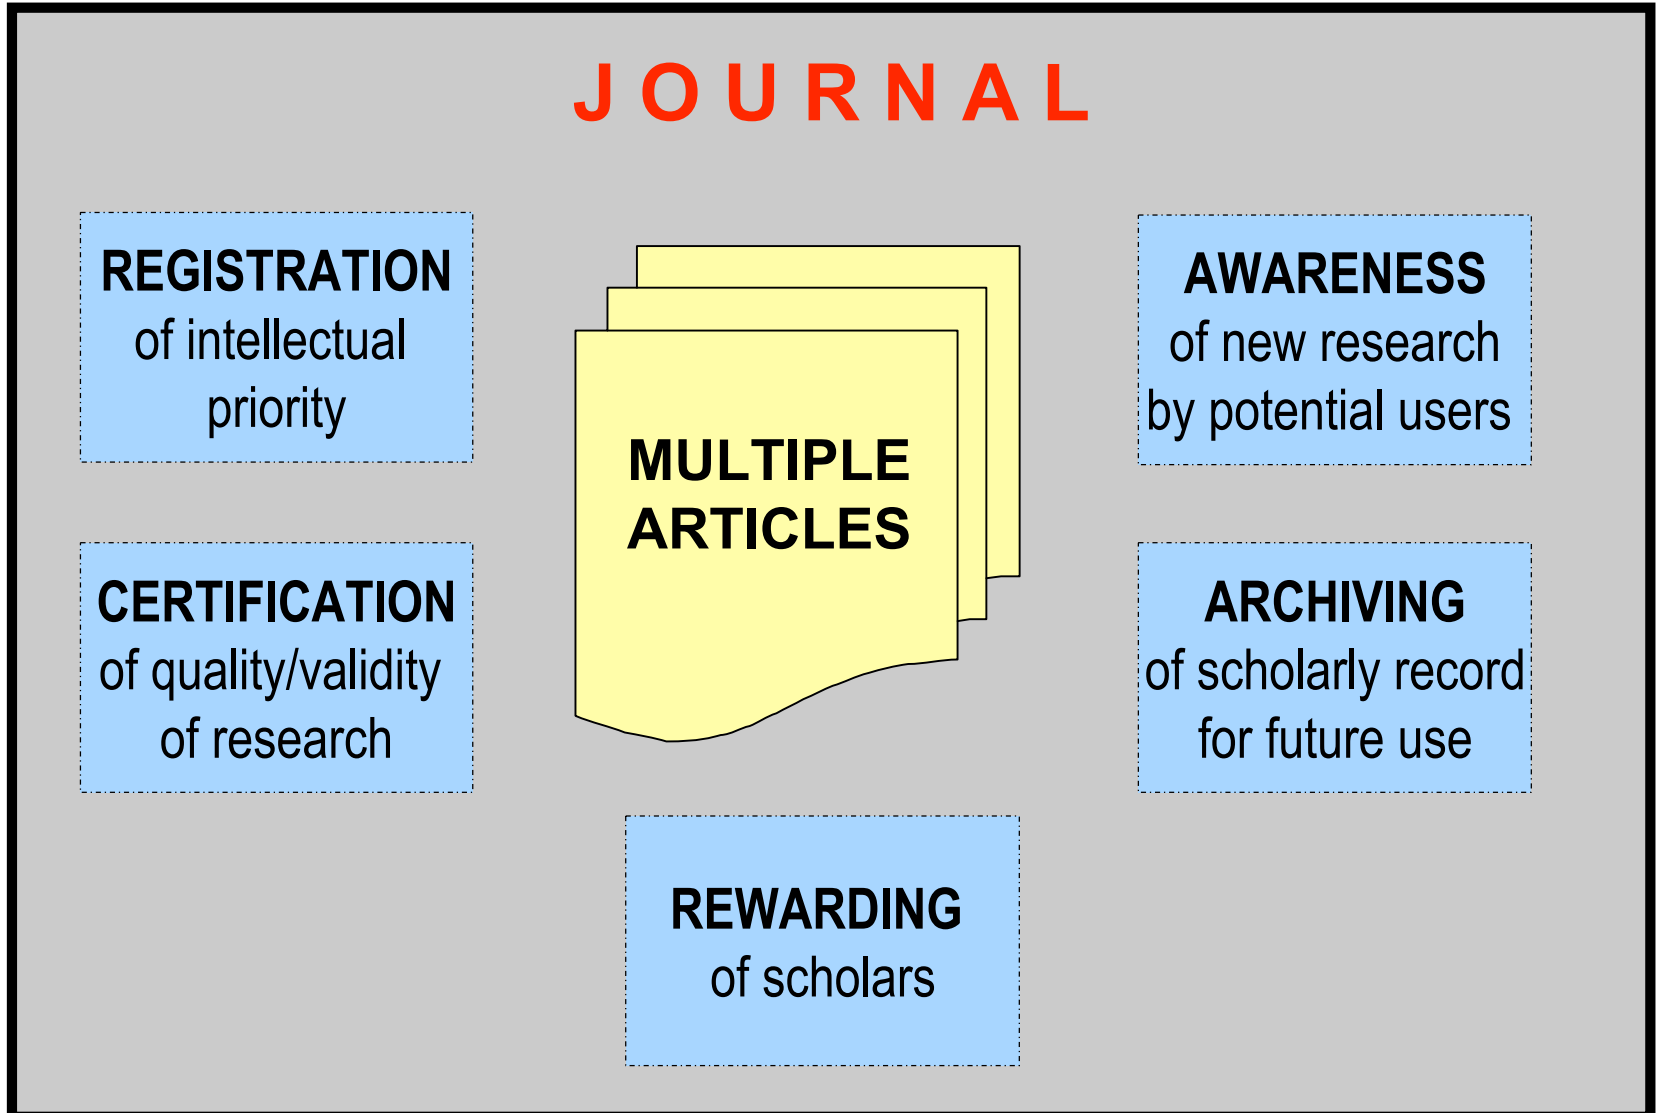 J O U R N A L
REGISTRATION
of intellectual
priority
AWARENESS
of new research
by potential users
MULTIPLE
ARTICLES
CERTIFICATION
of quality/validity
of research
ARCHIVING
of scholarly record
for future use
REWARDING
of scholars